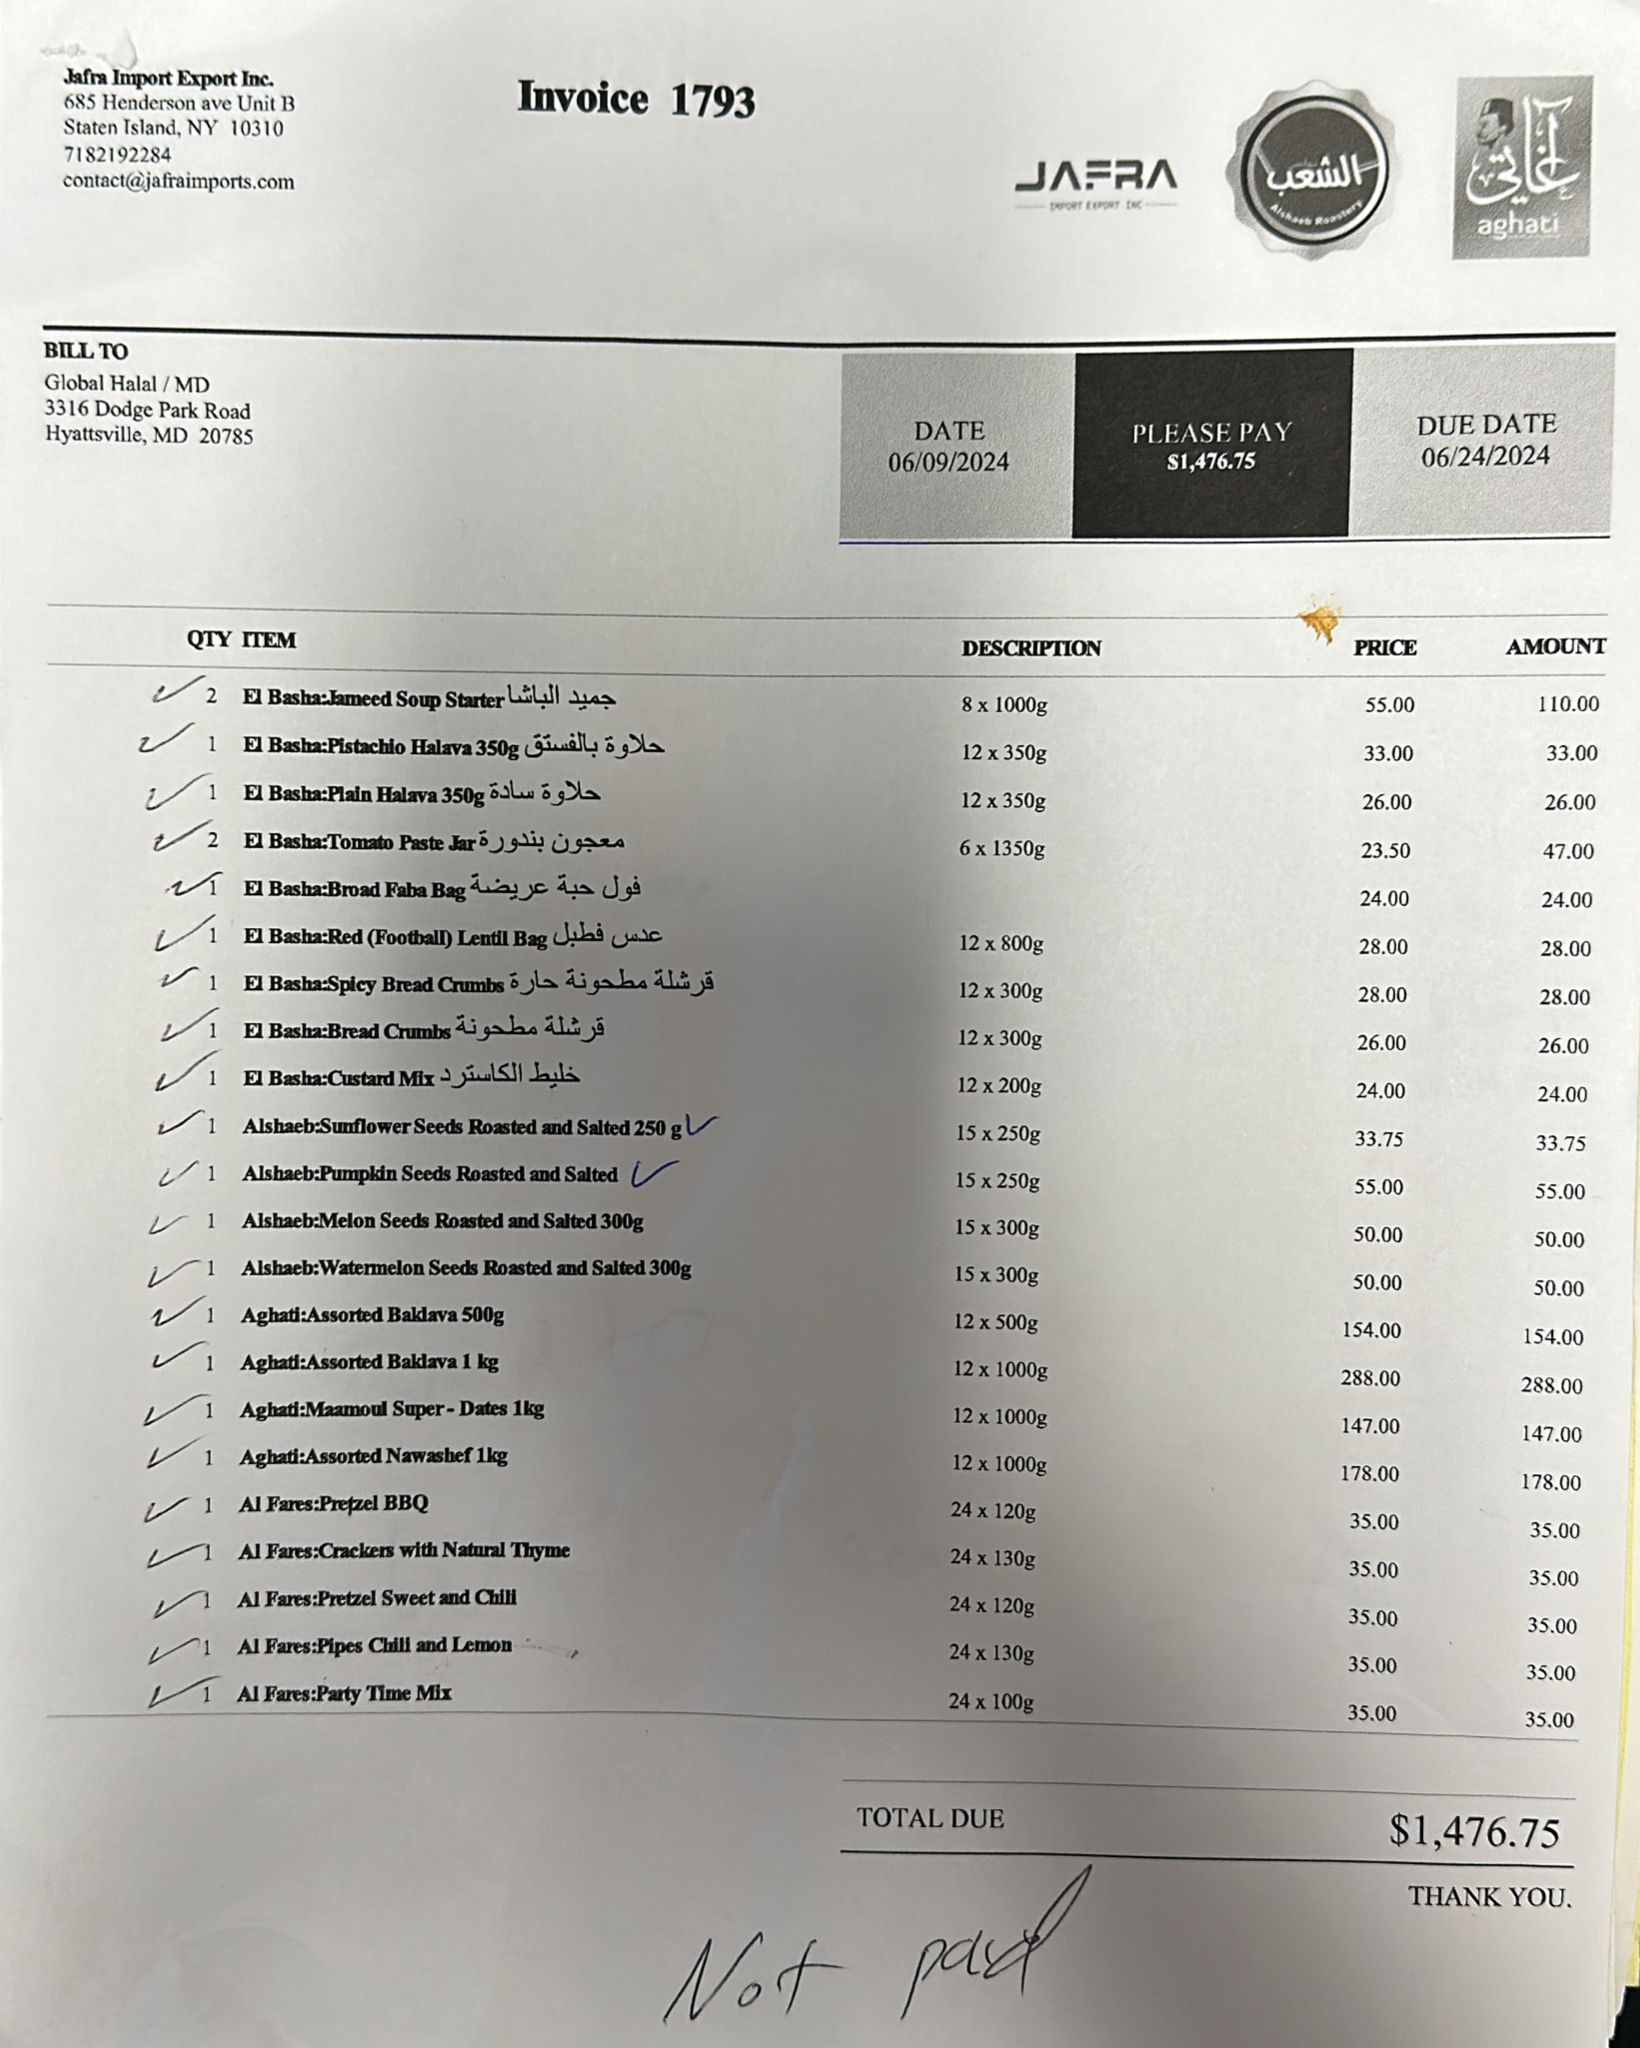 Jafra Import Export Inc.
685 Henderson ave Unit B
Staten Island, NY 10310
7182192284
contact@jafraimports.com
Invoice 1793
JAFRA
IMPORT EXPORT INC
الشعب
Alshaeb Roastery
آغاتي
aghati
BILL TO
Global Halal / MD
3316 Dodge Park Road
Hyattsville, MD 20785
DATE
06/09/2024
PLEASE PAY
$1,476.75
DUE DATE
06/24/2024
QTY ITEM DESCRIPTION PRICE AMOUNT
2 El Basha:Jameed Soup Starter جميد الباشا 8 x 1000g 55.00 110.00
1 El Basha:Pistachio Halava 350g حلاوة بالفستق 12 x 350g 33.00 33.00
1 El Basha:Plain Halava 350g حلاوة سادة 12 x 350g 26.00 26.00
2 El Basha:Tomato Paste Jar معجون بندورة 6 x 1350g 23.50 47.00
1 El Basha:Broad Faba Bag فول حبة عريضة 24.00 24.00
1 El Basha:Red (Football) Lentil Bag عدس فطبل 12 x 800g 28.00 28.00
1 El Basha:Spicy Bread Crumbs قرشلة مطحونة حارة 12 x 300g 28.00 28.00
1 El Basha:Bread Crumbs قرشلة مطحونة 12 x 300g 26.00 26.00
1 El Basha:Custard Mix خليط الكاسترد 12 x 200g 24.00 24.00
1 Alshaeb:Sunflower Seeds Roasted and Salted 250 g 15 x 250g 33.75 33.75
1 Alshaeb:Pumpkin Seeds Roasted and Salted 15 x 250g 55.00 55.00
1 Alshaeb:Melon Seeds Roasted and Salted 300g 15 x 300g 50.00 50.00
1 Alshaeb:Watermelon Seeds Roasted and Salted 300g 15 x 300g 50.00 50.00
1 Aghati:Assorted Baklava 500g 12 x 500g 154.00 154.00
1 Aghati:Assorted Baklava 1 kg 12 x 1000g 288.00 288.00
1 Aghati:Maamoul Super - Dates 1kg 12 x 1000g 147.00 147.00
1 Aghati:Assorted Nawashef 1kg 12 x 1000g 178.00 178.00
1 Al Fares:Pretzel BBQ 24 x 120g 35.00 35.00
1 Al Fares:Crackers with Natural Thyme 24 x 130g 35.00 35.00
1 Al Fares:Pretzel Sweet and Chili 24 x 120g 35.00 35.00
1 Al Fares:Pipes Chili and Lemon 24 x 130g 35.00 35.00
1 Al Fares:Party Time Mix 24 x 100g 35.00 35.00
TOTAL DUE $1,476.75
THANK YOU.
Not paid